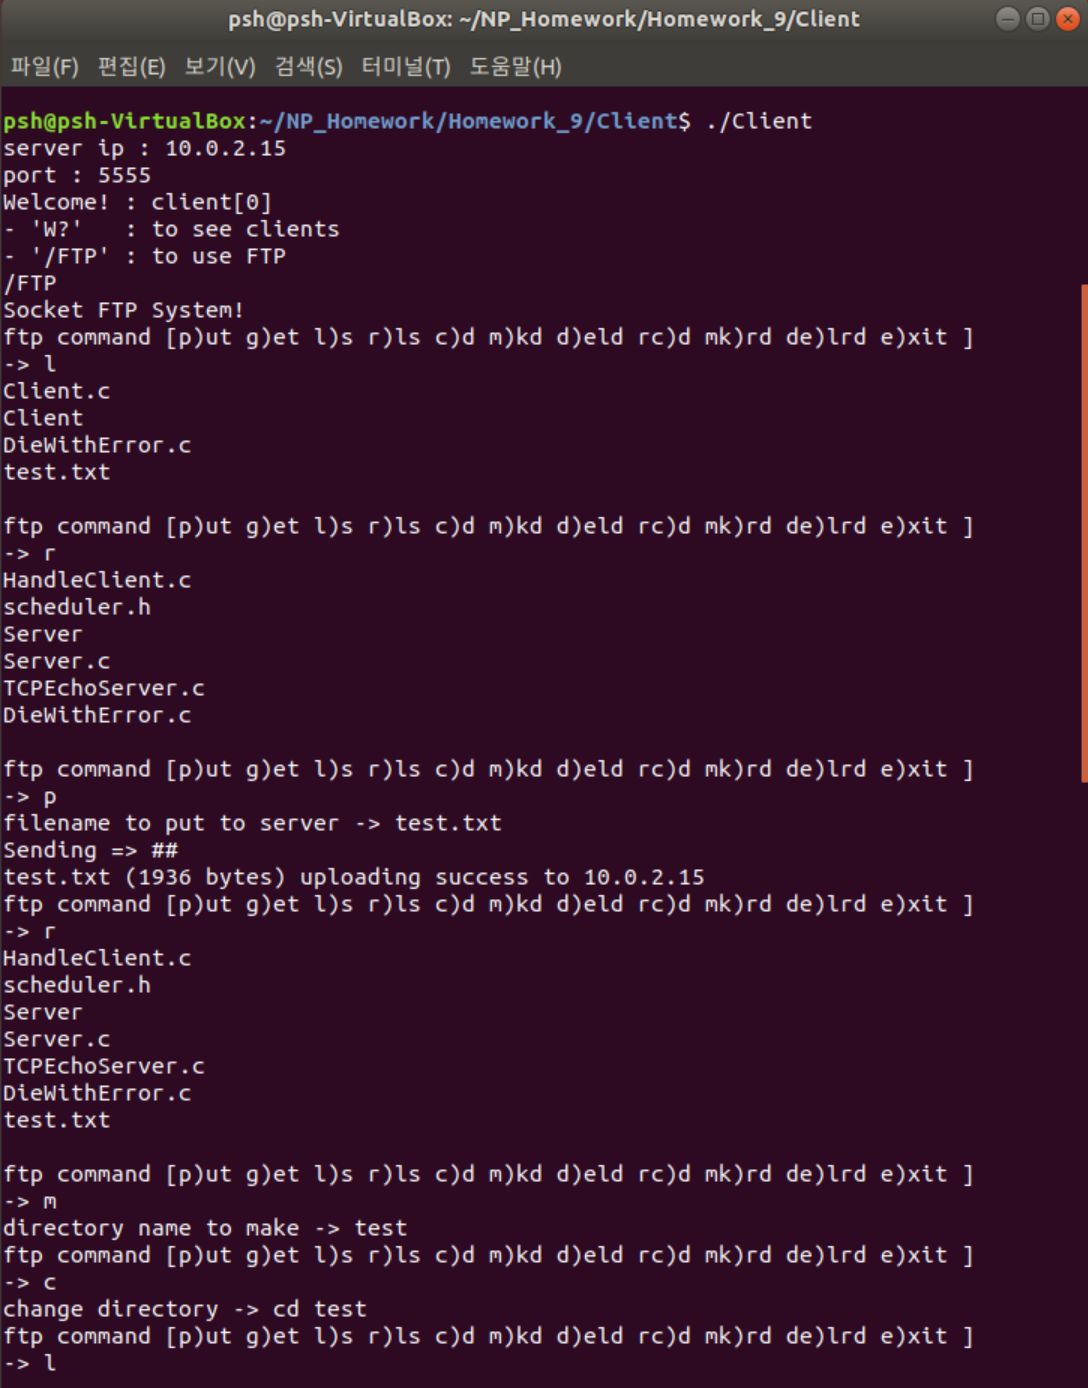 psh@psh-VirtualBox: ~/NP_Homework/Homework_9/Client
파일(F) 편집(E) 보기(V) 검색(S) 터미널(T) 도움말(H)
psh@psh-VirtualBox:~/NP_Homework/Homework_9/Client$ ./Client
server ip : 10.0.2.15
port : 5555
Welcome! : client[0]
- 'W?'   : to see clients
- '/FTP' : to use FTP
/FTP
Socket FTP System!
ftp command [p)ut g)et l)s r)ls c)d m)kd d)eld rc)d mk)rd de)lrd e)xit ]
-> l
Client.c
Client
DieWithError.c
test.txt
ftp command [p)ut g)et l)s r)ls c)d m)kd d)eld rc)d mk)rd de)lrd e)xit ]
-> r
HandleClient.c
scheduler.h
Server
Server.c
TCPEchoServer.c
DieWithError.c
ftp command [p)ut g)et l)s r)ls c)d m)kd d)eld rc)d mk)rd de)lrd e)xit ]
-> p
filename to put to server -> test.txt
Sending => ##
test.txt (1936 bytes) uploading success to 10.0.2.15
ftp command [p)ut g)et l)s r)ls c)d m)kd d)eld rc)d mk)rd de)lrd e)xit ]
-> r
HandleClient.c
scheduler.h
Server
Server.c
TCPEchoServer.c
DieWithError.c
test.txt
ftp command [p)ut g)et l)s r)ls c)d m)kd d)eld rc)d mk)rd de)lrd e)xit ]
-> m
directory name to make -> test
ftp command [p)ut g)et l)s r)ls c)d m)kd d)eld rc)d mk)rd de)lrd e)xit ]
-> c
change directory -> cd test
ftp command [p)ut g)et l)s r)ls c)d m)kd d)eld rc)d mk)rd de)lrd e)xit ]
-> l